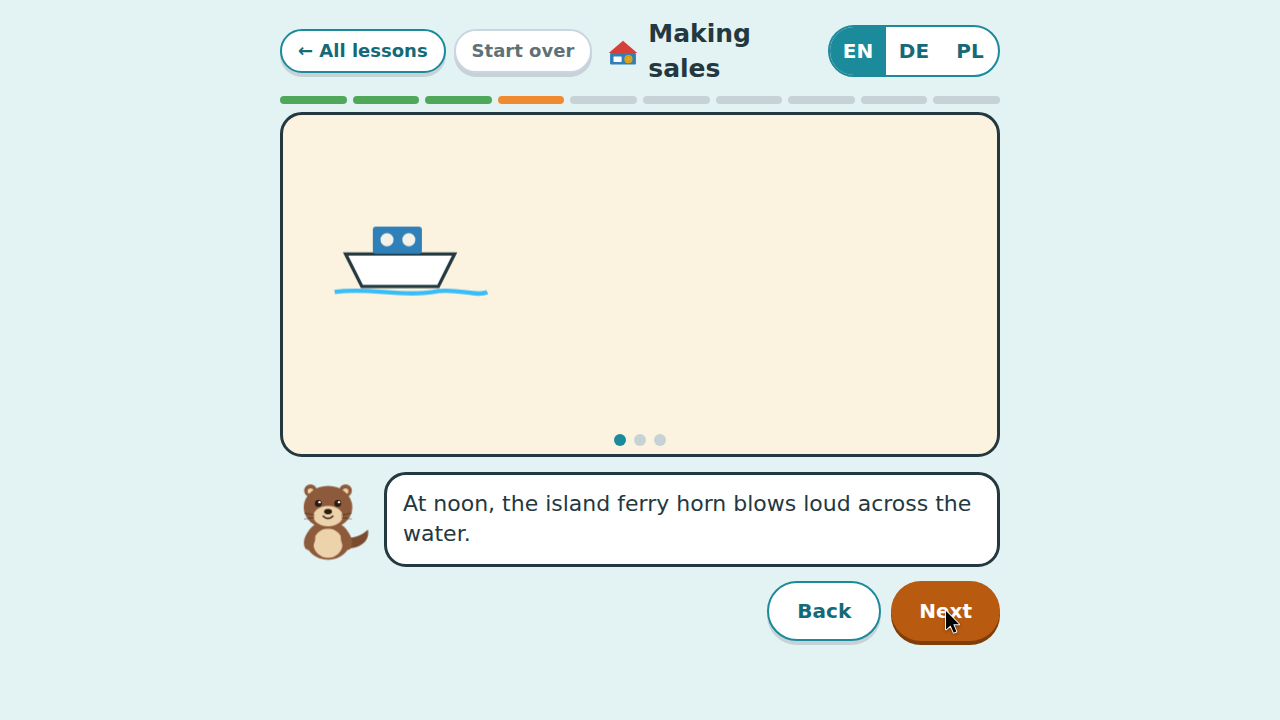 ← All lessons
Start over
Making
sales
EN DE PL
At noon, the island ferry horn blows loud across the
water.
Back
Next